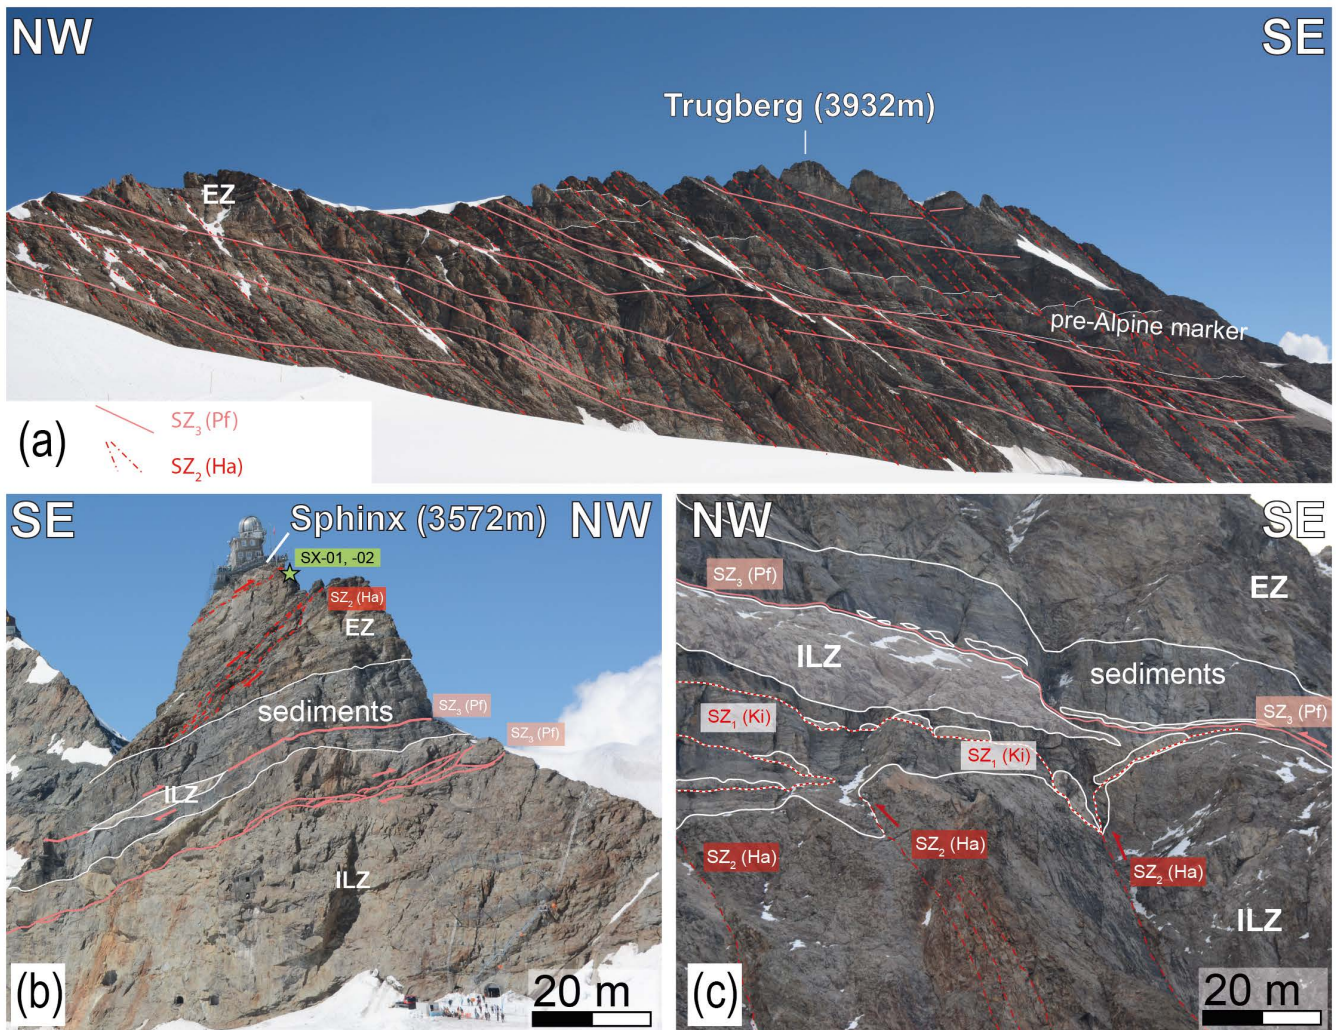 NW
SE
Trugberg (3932m)
EZ
pre-Alpine marker
SZ₃ (Pf)
(a)
SZ₂ (Ha)
SE
Sphinx (3572m)
NW
SX-01, -02
SZ₂ (Ha)
EZ
sediments
SZ₃ (Pf)
SZ₃ (Pf)
ILZ
ILZ
(b)
20 m
NW
SE
SZ₃ (Pf)
EZ
ILZ
sediments
SZ₁ (Ki)
SZ₃ (Pf)
SZ₁ (Ki)
SZ₂ (Ha)
SZ₂ (Ha)
SZ₂ (Ha)
ILZ
(c)
20 m